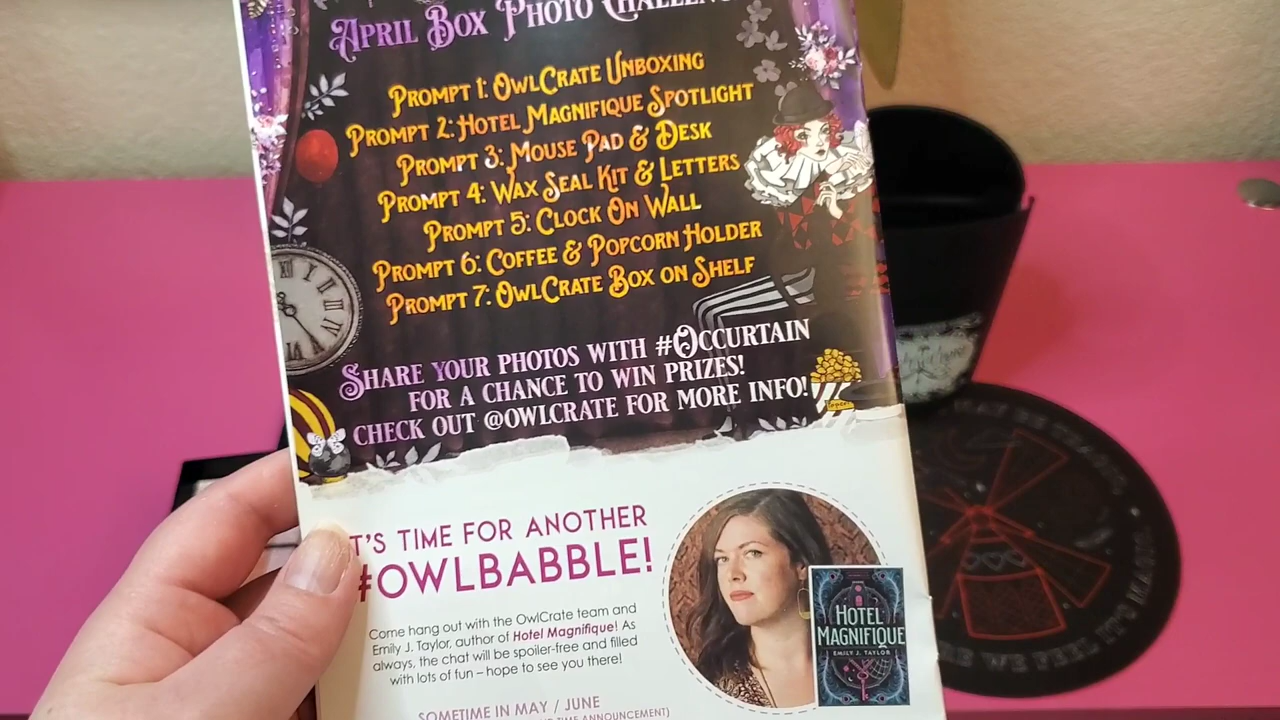 April Box Photo
Prompt 1: OwlCrate Unboxing
Prompt 2: Hotel Magnifique Spotlight
Prompt 3: Mouse Pad & Desk
Prompt 4: Wax Seal Kit & Letters
Prompt 5: Clock On Wall
Prompt 6: Coffee & Popcorn Holder
Prompt 7: OwlCrate Box on Shelf
Share your photos with #Occurtain
for a chance to win prizes!
Check out @owlcrate for more info!
T'S TIME FOR ANOTHER
#OWLBABBLE!
Come hang out with the OwlCrate team and
Emily J. Taylor, author of Hotel Magnifique! As
always, the chat will be spoiler-free and filled
with lots of fun – hope to see you there!
SOMETIME IN MAY / JUNE
TIME ANNOUNCEMENT)
HOTEL
MAGNIFIQUE
EMILY J. TAYLOR